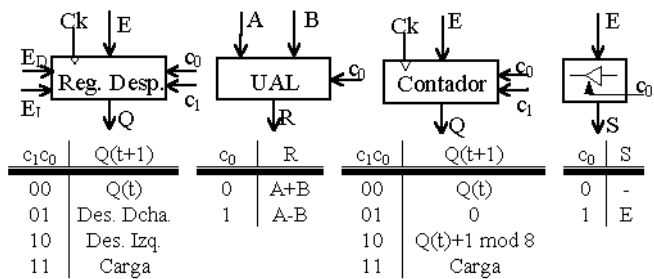 Ck E A B Ck E E
E_D Reg. Desp. c_0 UAL c_0 Contador c_0 c_0
E_I c_1 c_1
Q R Q S
c_1c_0 Q(t+1) c_0 R c_1c_0 Q(t+1) c_0 S
00 Q(t) 0 A+B 00 Q(t) 0 -
01 Des. Dcha. 1 A-B 01 0 1 E
10 Des. Izq. 10 Q(t)+1 mod 8
11 Carga 11 Carga